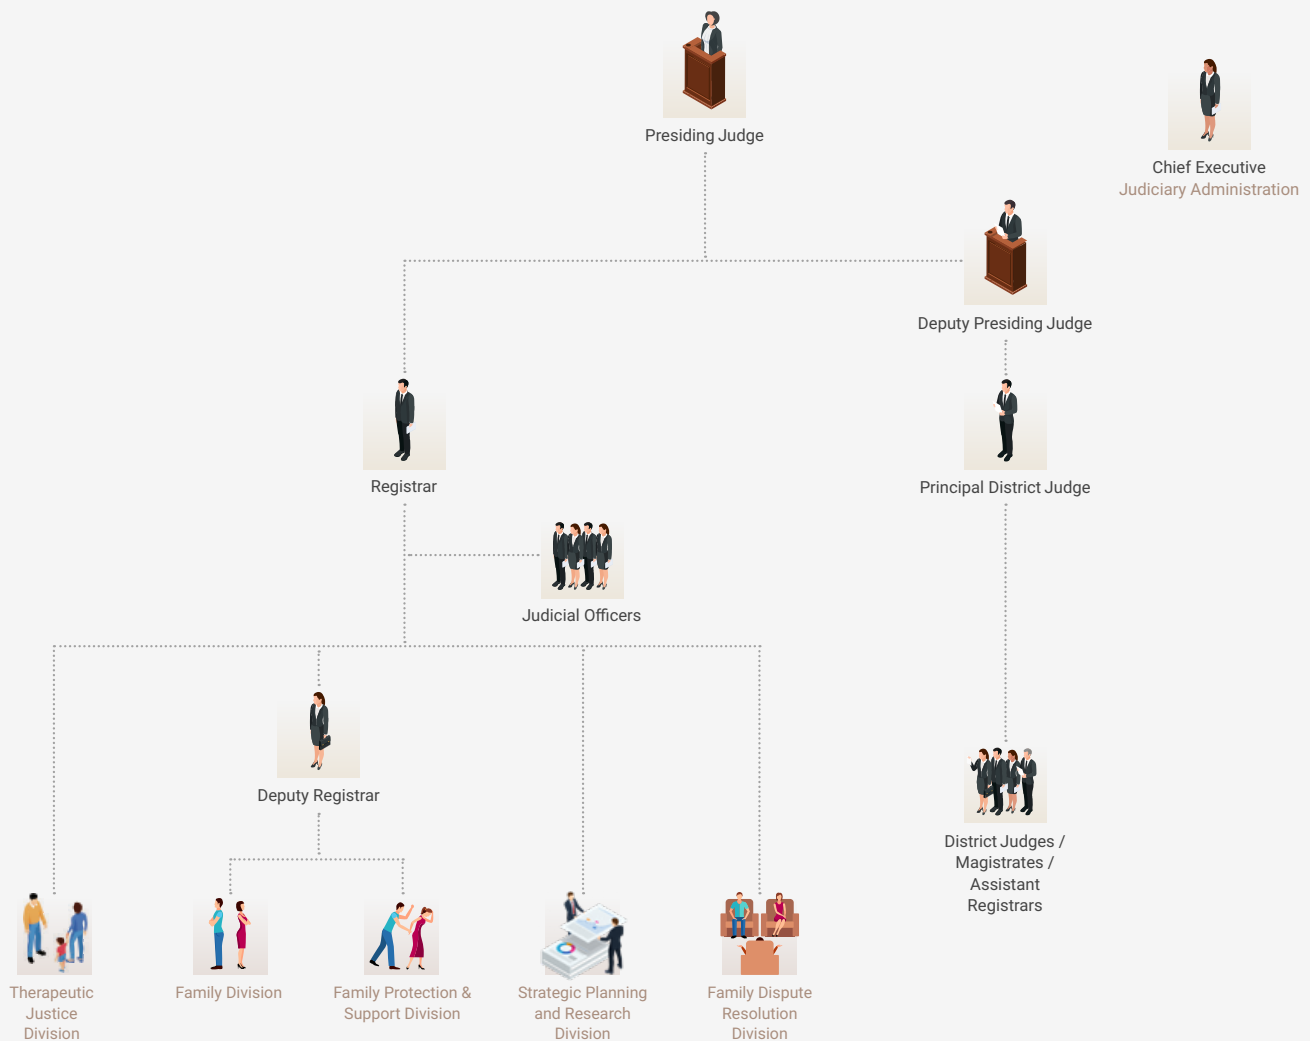 Presiding Judge
Chief Executive
Judiciary Administration
Deputy Presiding Judge
Registrar
Principal District Judge
Judicial Officers
Deputy Registrar
District Judges /
Magistrates /
Assistant
Registrars
Therapeutic
Justice
Division
Family Division
Family Protection &
Support Division
Strategic Planning
and Research
Division
Family Dispute
Resolution
Division